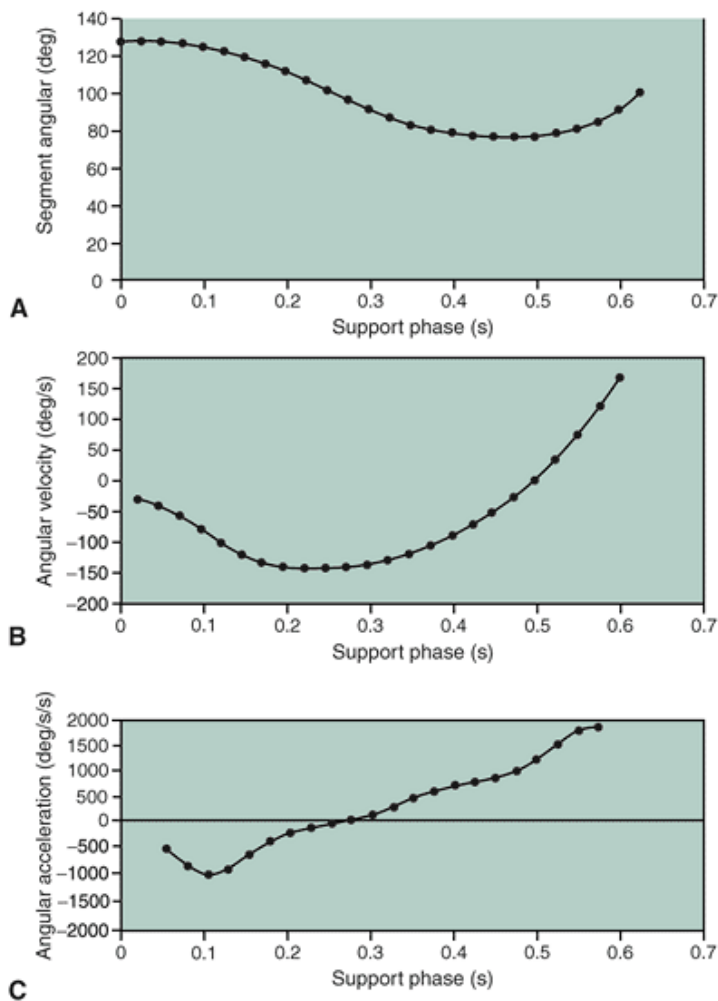 Segment angular (deg)
140
120
100
80
60
40
20
0
0 0.1 0.2 0.3 0.4 0.5 0.6 0.7
Support phase (s)
A
Angular velocity (deg/s)
200
150
100
50
0
−50
−100
−150
−200
0 0.1 0.2 0.3 0.4 0.5 0.6 0.7
Support phase (s)
B
Angular acceleration (deg/s/s)
2000
1500
1000
500
0
−500
−1000
−1500
−2000
0 0.1 0.2 0.3 0.4 0.5 0.6 0.7
Support phase (s)
C